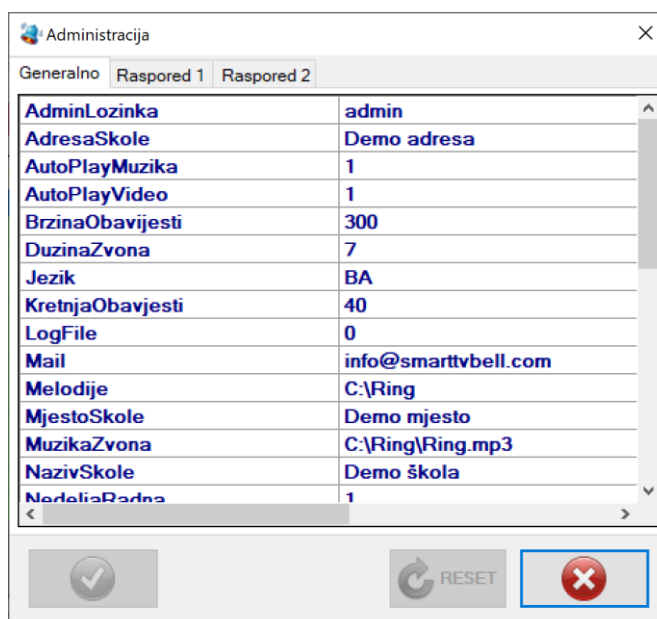 Administracija
Generalno Raspored 1 Raspored 2
AdminLozinka admin
AdresaSkole Demo adresa
AutoPlayMuzika 1
AutoPlayVideo 1
BrzinaObavijesti 300
DuzinaZvona 7
Jezik BA
KretnjaObavjesti 40
LogFile 0
Mail info@smarttvbell.com
Melodije C:\Ring
MjestoSkole Demo mjesto
MuzikaZvona C:\Ring\Ring.mp3
NazivSkole Demo škola
NedeljaRadna 1
RESET